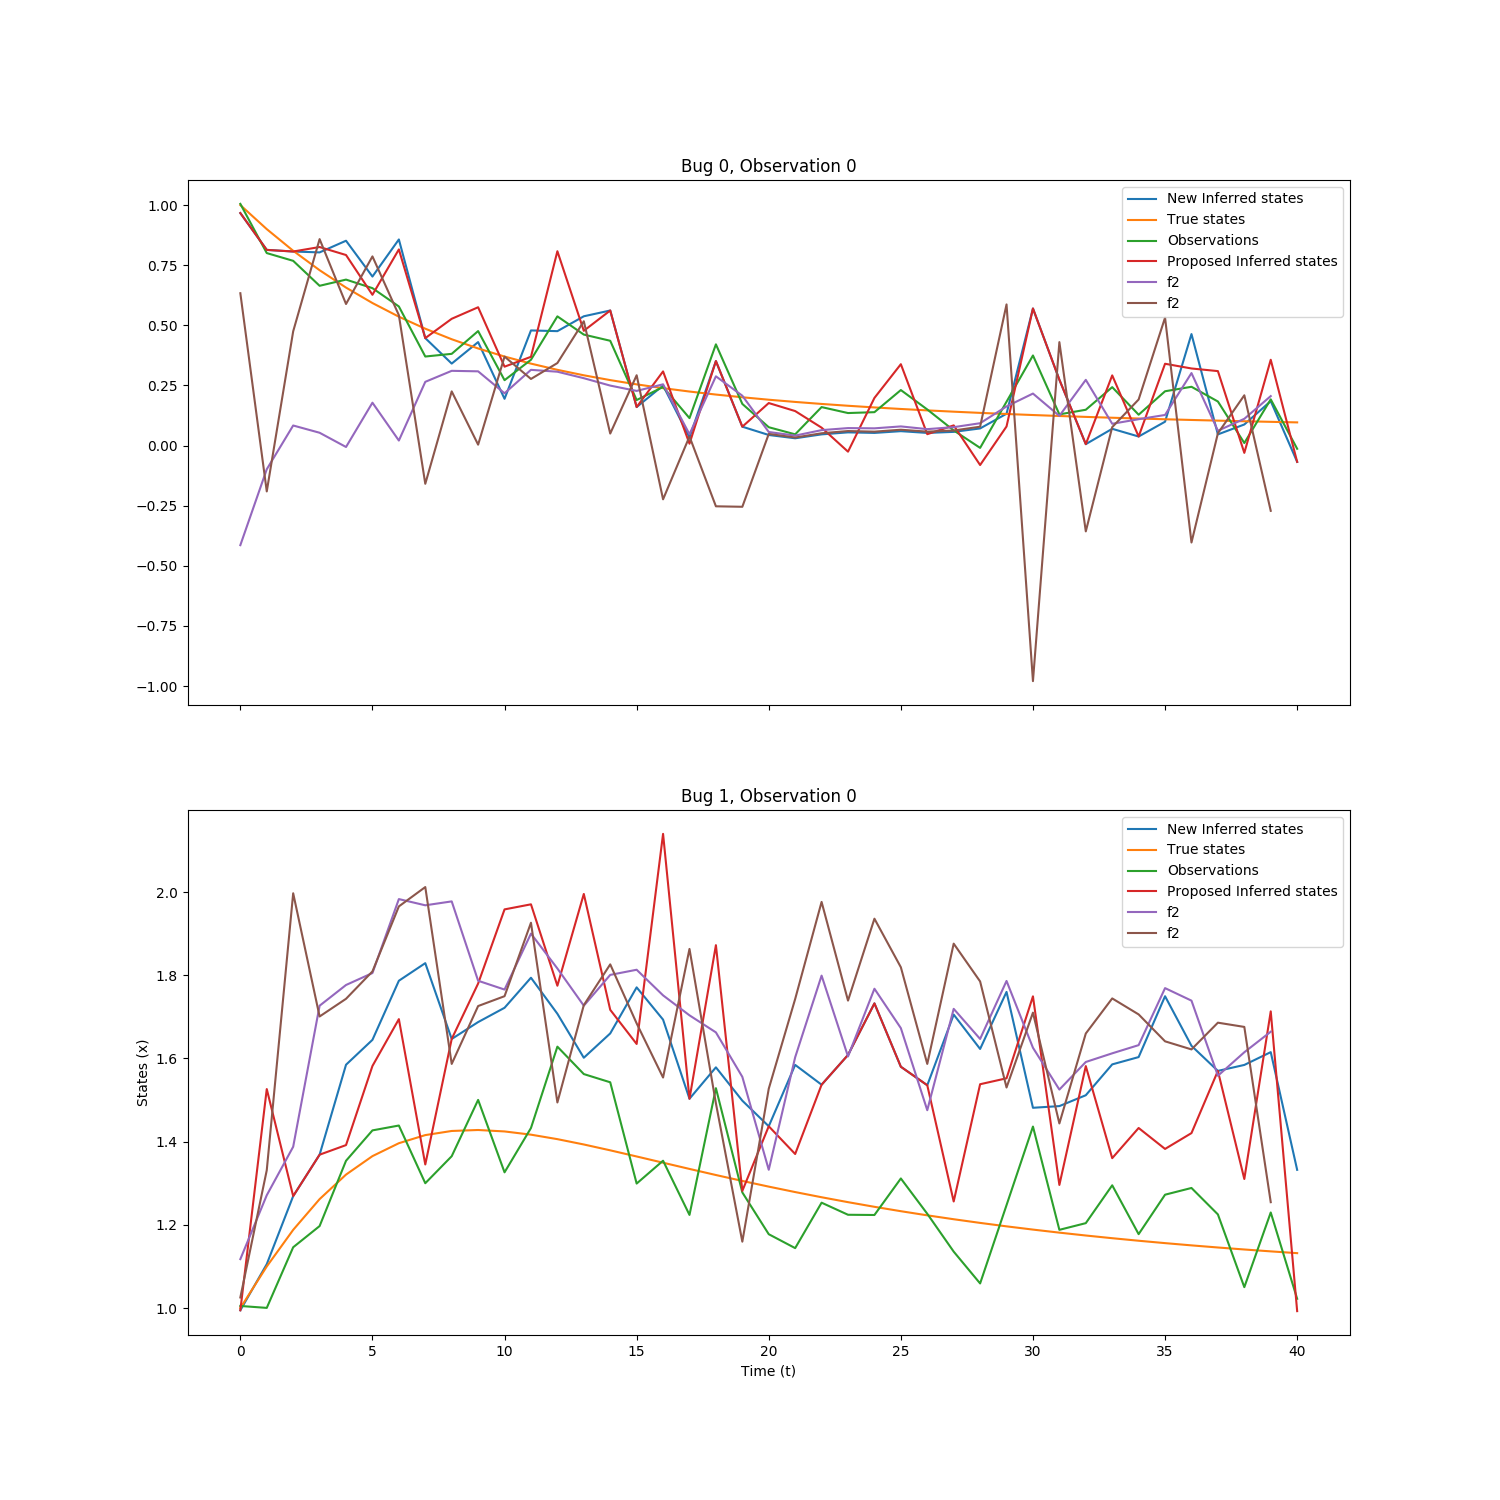 Bug 0, Observation 0
New Inferred states
True states
Observations
Proposed Inferred states
f2
f2
1.00
0.75
0.50
0.25
0.00
−0.25
−0.50
−0.75
−1.00
Bug 1, Observation 0
New Inferred states
True states
Observations
Proposed Inferred states
f2
f2
2.0
1.8
1.6
1.4
1.2
1.0
States (x)
0 5 10 15 20 25 30 35 40
Time (t)